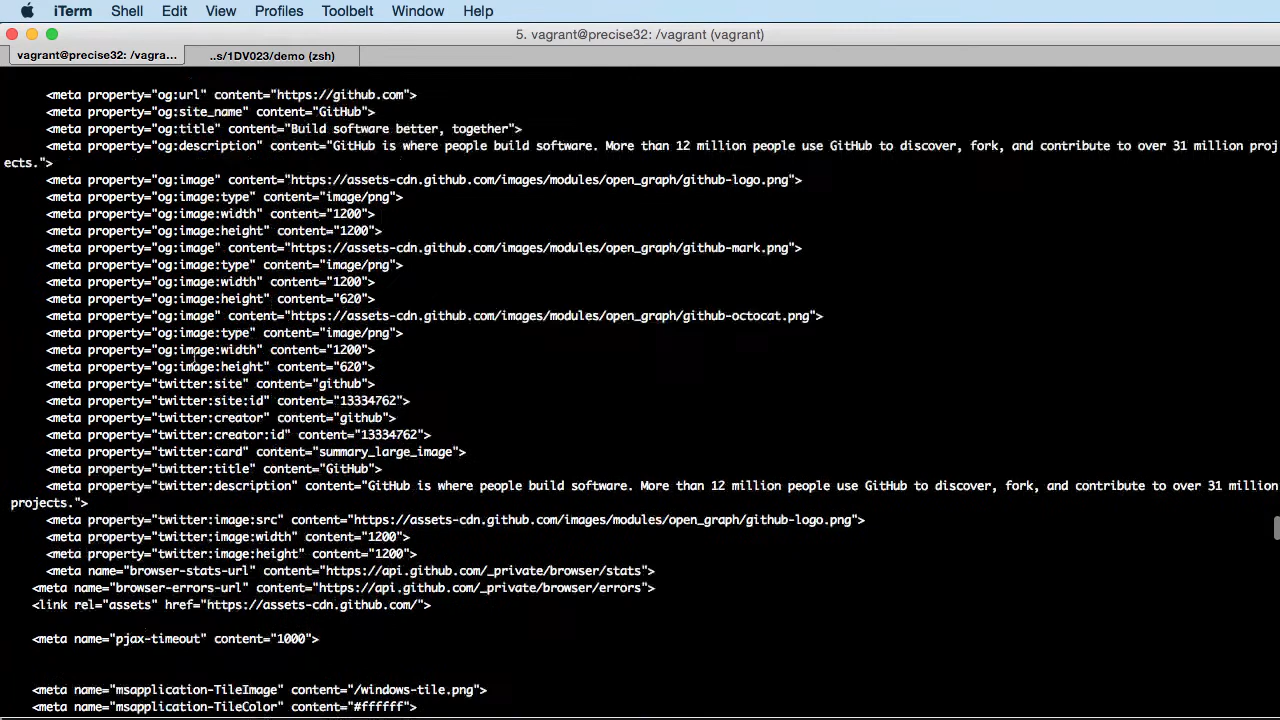 iTerm Shell Edit View Profiles Toolbelt Window Help
5. vagrant@precise32: /vagrant (vagrant)
vagrant@precise32: /vagra... ..s/1DV023/demo (zsh)
<meta property="og:url" content="https://github.com">
<meta property="og:site_name" content="GitHub">
<meta property="og:title" content="Build software better, together">
<meta property="og:description" content="GitHub is where people build software. More than 12 million people use GitHub to discover, fork, and contribute to over 31 million proj
ects.">
<meta property="og:image" content="https://assets-cdn.github.com/images/modules/open_graph/github-logo.png">
<meta property="og:image:type" content="image/png">
<meta property="og:image:width" content="1200">
<meta property="og:image:height" content="1200">
<meta property="og:image" content="https://assets-cdn.github.com/images/modules/open_graph/github-mark.png">
<meta property="og:image:type" content="image/png">
<meta property="og:image:width" content="1200">
<meta property="og:image:height" content="620">
<meta property="og:image" content="https://assets-cdn.github.com/images/modules/open_graph/github-octocat.png">
<meta property="og:image:type" content="image/png">
<meta property="og:image:width" content="1200">
<meta property="og:image:height" content="620">
<meta property="twitter:site" content="github">
<meta property="twitter:site:id" content="13334762">
<meta property="twitter:creator" content="github">
<meta property="twitter:creator:id" content="13334762">
<meta property="twitter:card" content="summary_large_image">
<meta property="twitter:title" content="GitHub">
<meta property="twitter:description" content="GitHub is where people build software. More than 12 million people use GitHub to discover, fork, and contribute to over 31 million
projects.">
<meta property="twitter:image:src" content="https://assets-cdn.github.com/images/modules/open_graph/github-logo.png">
<meta property="twitter:image:width" content="1200">
<meta property="twitter:image:height" content="1200">
<meta name="browser-stats-url" content="https://api.github.com/_private/browser/stats">
<meta name="browser-errors-url" content="https://api.github.com/_private/browser/errors">
<link rel="assets" href="https://assets-cdn.github.com/">
<meta name="pjax-timeout" content="1000">
<meta name="msapplication-TileImage" content="/windows-tile.png">
<meta name="msapplication-TileColor" content="#ffffff">